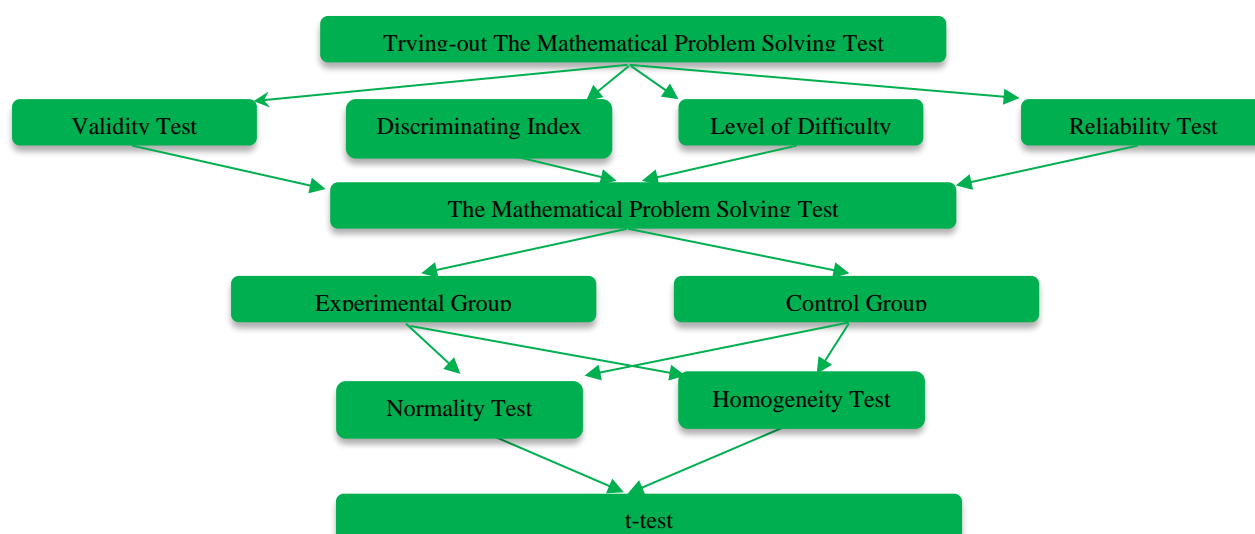 Trying-out The Mathematical Problem Solving Test
Validity Test
Discriminating Index
Level of Difficulty
Reliability Test
The Mathematical Problem Solving Test
Experimental Group
Control Group
Normality Test
Homogeneity Test
t-test